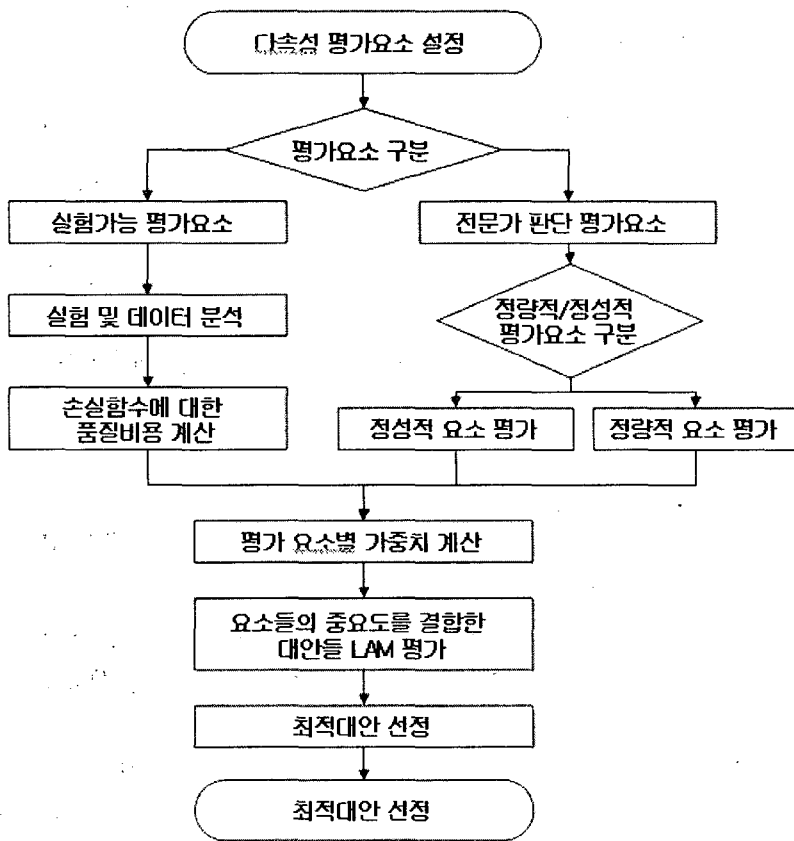 다속성 평가요소 설정
평가요소 구분
실험가능 평가요소
전문가 판단 평가요소
실험 및 데이터 분석
정량적/정성적
평가요소 구분
손실함수에 대한
품질비용 계산
정성적 요소 평가
정량적 요소 평가
평가 요소별 가중치 계산
요소들의 중요도를 결합한
대안들 LAM 평가
최적대안 선정
최적대안 선정